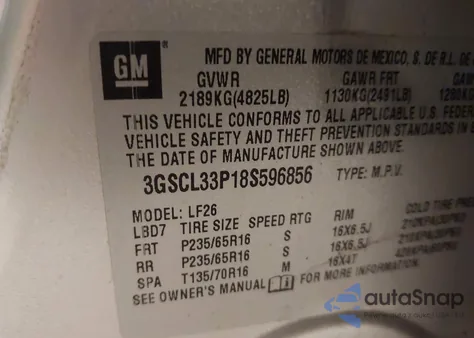 GM
MFD BY GENERAL MOTORS DE MEXICO, S. DE R.L. DE
GVWR GAWR FRT
2189KG(4825LB) 1130KG(2491LB)
THIS VEHICLE CONFORMS TO ALL APPLICABLE U.S. FEDERAL
VEHICLE SAFETY AND THEFT PREVENTION STANDARDS
THE DATE OF MANUFACTURE SHOWN ABOVE.
3GSCL33P18S596856 TYPE: M.P.V.
MODEL: LF26
LBD7 TIRE SIZE SPEED RTG RIM COLD TIRE
FRT P235/65R16 S 16X6.5J
RR P235/65R16 S 16X6.5J
SPA T135/70R16 M 16X4T
SEE OWNER'S MANUAL FOR MORE INFORMATION.
autoSnap